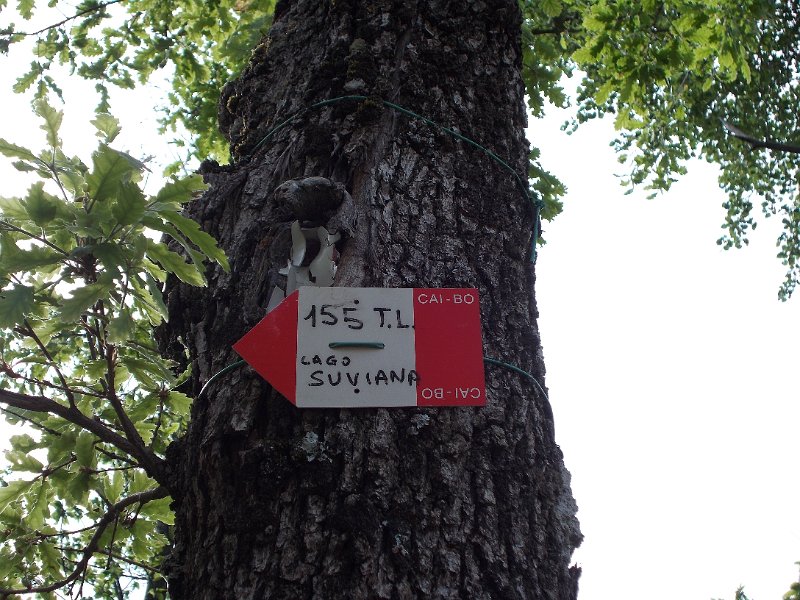 155 T.L.
LAGO
SUVIANA
CAI-BO
CAI-BO